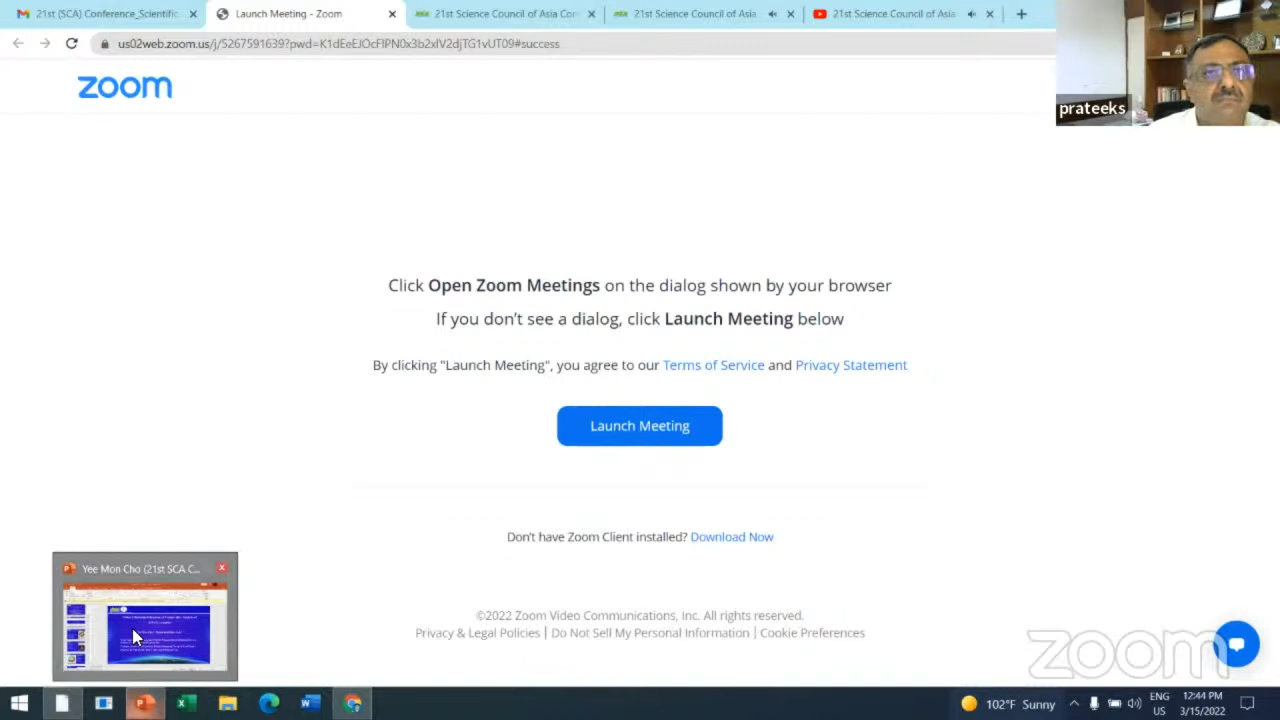 21st (SCA) Conference_Scientific
Launch Meeting - Zoom
21st Science Council of Asia Con
21st Science Council of Asia
21st Science Council of Asia
us02web.zoom.us/j/5267591639?pwd=K1dEeEJOcFlPN0x3b2xIV2djTG1vUT09#success
zoom
prateeks
Click Open Zoom Meetings on the dialog shown by your browser
If you don't see a dialog, click Launch Meeting below
By clicking "Launch Meeting", you agree to our Terms of Service and Privacy Statement
Launch Meeting
Don't have Zoom Client installed? Download Now
Yee Mon Cho (21st SCA C...
©2022 Zoom Video Communications, Inc. All rights reserved.
Privacy & Legal Policies | Do Not Sell My Personal Information | Cookie Preferences
zoom
102°F Sunny
ENG
US
12:44 PM
3/15/2022